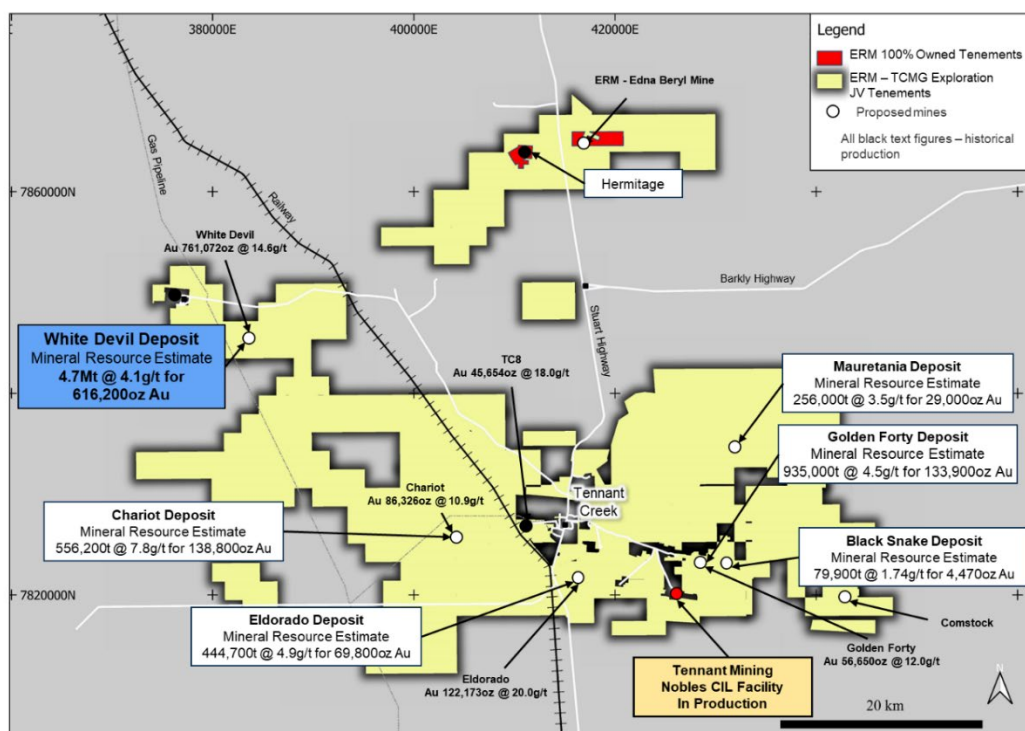 380000E
400000E
420000E
Legend
ERM 100% Owned Tenements
ERM – TCMG Exploration
JV Tenements
Proposed mines
All black text figures – historical
production
ERM - Edna Beryl Mine
Gas Pipeline
Hermitage
7860000N
Railway
White Devil
Au 761,072oz @ 14.6g/t
Barkly Highway
Stuart Highway
White Devil Deposit
Mineral Resource Estimate
4.7Mt @ 4.1g/t for
616,200oz Au
TC8
Au 45,654oz @ 18.0g/t
Mauretania Deposit
Mineral Resource Estimate
256,000t @ 3.5g/t for 29,000oz Au
Golden Forty Deposit
Mineral Resource Estimate
935,000t @ 4.5g/t for 133,900oz Au
Chariot
Au 86,326oz @ 10.9g/t
Tennant
Creek
Chariot Deposit
Mineral Resource Estimate
556,200t @ 7.8g/t for 138,800oz Au
Black Snake Deposit
Mineral Resource Estimate
79,900t @ 1.74g/t for 4,470oz Au
7820000N
Eldorado Deposit
Mineral Resource Estimate
444,700t @ 4.9g/t for 69,800oz Au
Comstock
Golden Forty
Au 56,650oz @ 12.0g/t
Eldorado
Au 122,173oz @ 20.0g/t
Tennant Mining
Nobles CIL Facility
In Production
N
20 km